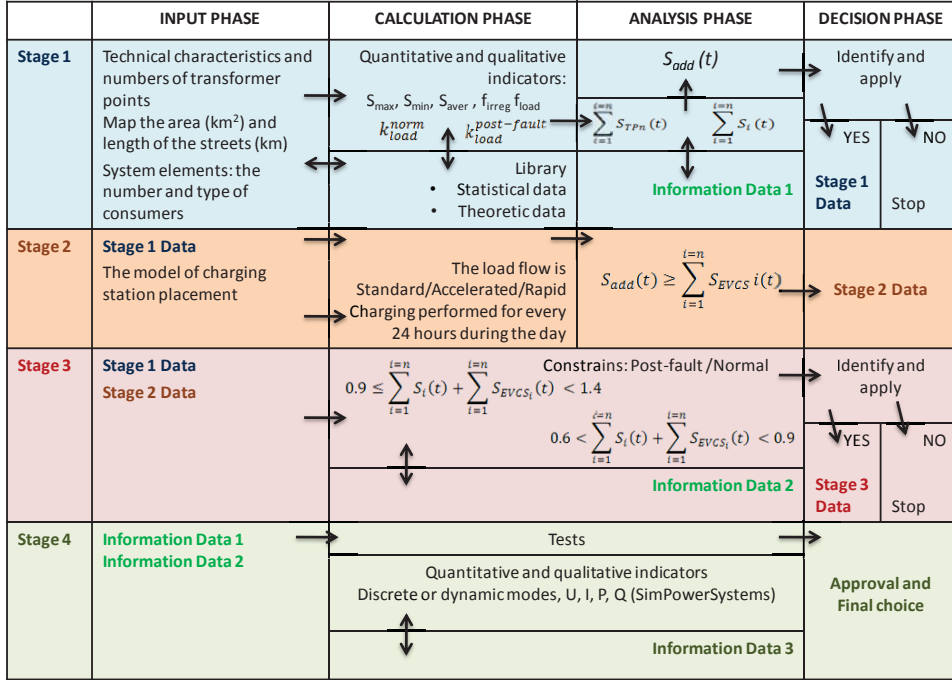 INPUT PHASE
CALCULATION PHASE
ANALYSIS PHASE
DECISION PHASE
Stage 1
Technical characteristics and
numbers of transformer
points
Map the area (km²) and
length of the streets (km)
System elements: the
number and type of
consumers
Quantitative and qualitative
indicators:
S_max, S_min, S_aver , f_irreg f_load
k_load^norm k_load^post-fault
Library
• Statistical data
• Theoretic data
S_add (t)
∑_{i=1}^{i=n} S_TPn (t) ∑_{i=1}^{i=n} S_i (t)
Information Data 1
Identify and
apply
YES
NO
Stage 1
Data
Stop
Stage 2
Stage 1 Data
The model of charging
station placement
The load flow is
Standard/Accelerated/Rapid
Charging performed for every
24 hours during the day
S_add (t) ≥ ∑_{i=1}^{i=n} S_EVCS i(t)
Stage 2 Data
Stage 3
Stage 1 Data
Stage 2 Data
Constrains: Post-fault /Normal
0.9 ≤ ∑_{i=1}^{i=n} S_i (t) + ∑_{i=1}^{i=n} S_EVCS_i (t) < 1.4
0.6 < ∑_{i=1}^{i=n} S_i (t) + ∑_{i=1}^{i=n} S_EVCS_i (t) < 0.9
Information Data 2
Identify and
apply
YES
NO
Stage 3
Data
Stop
Stage 4
Information Data 1
Information Data 2
Tests
Quantitative and qualitative indicators
Discrete or dynamic modes, U, I, P, Q (SimPowerSystems)
Information Data 3
Approval and
Final choice